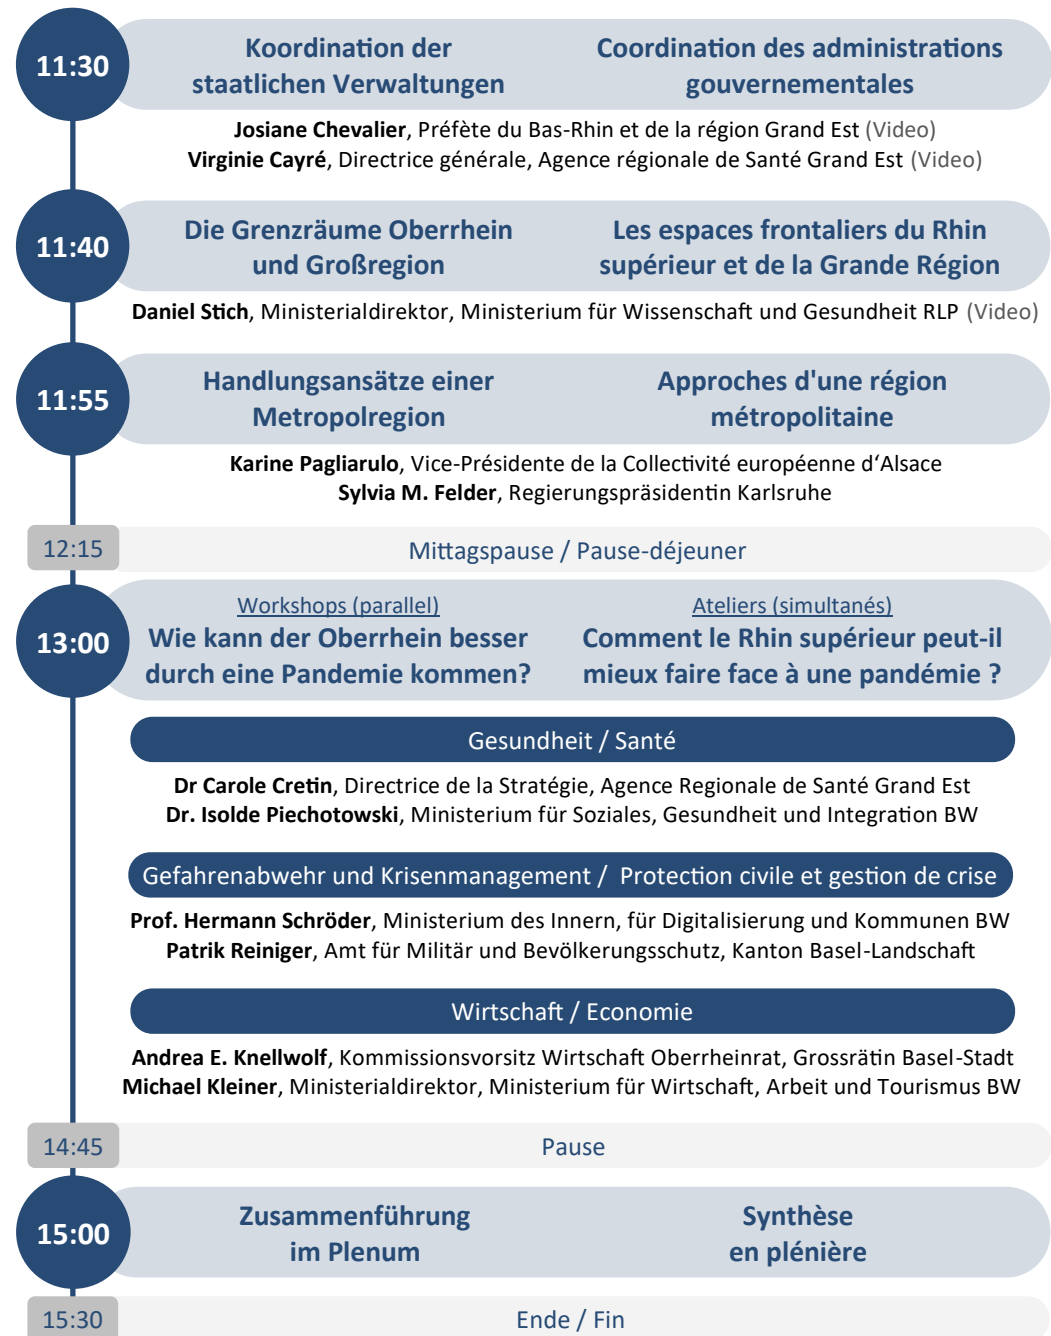 11:30
Koordination der
staatlichen Verwaltungen
Coordination des administrations
gouvernementales
Josiane Chevalier, Préfète du Bas-Rhin et de la région Grand Est (Video)
Virginie Cayré, Directrice générale, Agence régionale de Santé Grand Est (Video)
11:40
Die Grenzräume Oberrhein
und Großregion
Les espaces frontaliers du Rhin
supérieur et de la Grande Région
Daniel Stich, Ministerialdirektor, Ministerium für Wissenschaft und Gesundheit RLP (Video)
11:55
Handlungsansätze einer
Metropolregion
Approches d'une région
métropolitaine
Karine Pagliarulo, Vice-Présidente de la Collectivité européenne d‘Alsace
Sylvia M. Felder, Regierungspräsidentin Karlsruhe
12:15
Mittagspause / Pause-déjeuner
13:00
Workshops (parallel)
Wie kann der Oberrhein besser
durch eine Pandemie kommen?
Ateliers (simultanés)
Comment le Rhin supérieur peut-il
mieux faire face à une pandémie ?
Gesundheit / Santé
Dr Carole Cretin, Directrice de la Stratégie, Agence Regionale de Santé Grand Est
Dr. Isolde Piechotowski, Ministerium für Soziales, Gesundheit und Integration BW
Gefahrenabwehr und Krisenmanagement / Protection civile et gestion de crise
Prof. Hermann Schröder, Ministerium des Innern, für Digitalisierung und Kommunen BW
Patrik Reiniger, Amt für Militär und Bevölkerungsschutz, Kanton Basel-Landschaft
Wirtschaft / Economie
Andrea E. Knellwolf, Kommissionsvorsitz Wirtschaft Oberrheinrat, Grossrätin Basel-Stadt
Michael Kleiner, Ministerialdirektor, Ministerium für Wirtschaft, Arbeit und Tourismus BW
14:45
Pause
15:00
Zusammenführung
im Plenum
Synthèse
en plénière
15:30
Ende / Fin